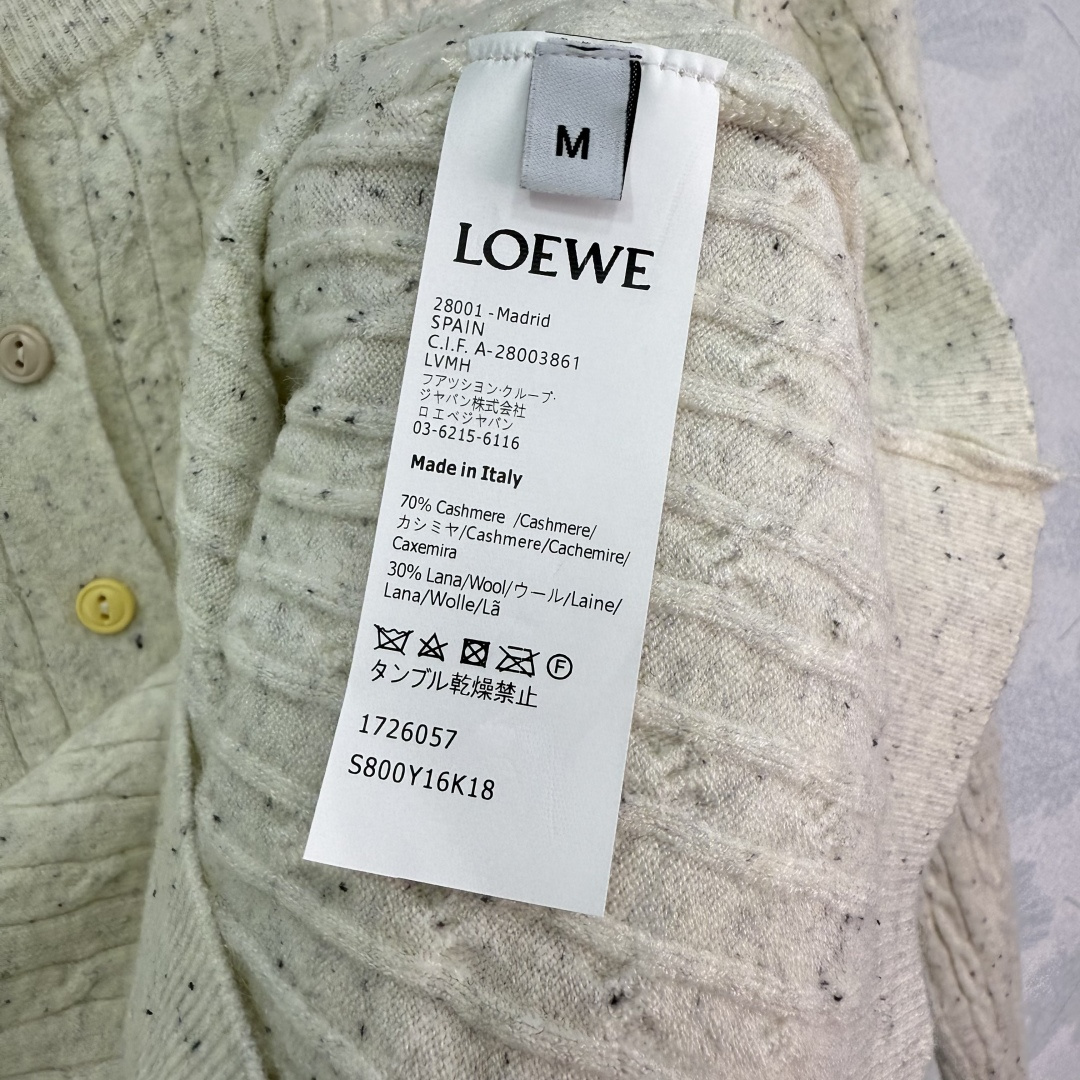 M
LOEWE
28001 - Madrid
SPAIN
C.I.F. A-28003861
LVMH
フアッション·クループ·
ジャパン株式会社
ロエベジャパン
03-6215-6116
Made in Italy
70% Cashmere /Cashmere/
カシミヤ/Cashmere/Cachemire/
Caxemira
30% Lana/Wool/ウール/Laine/
Lana/Wolle/Lã
F
タンブル乾燥禁止
1726057
S800Y16K18